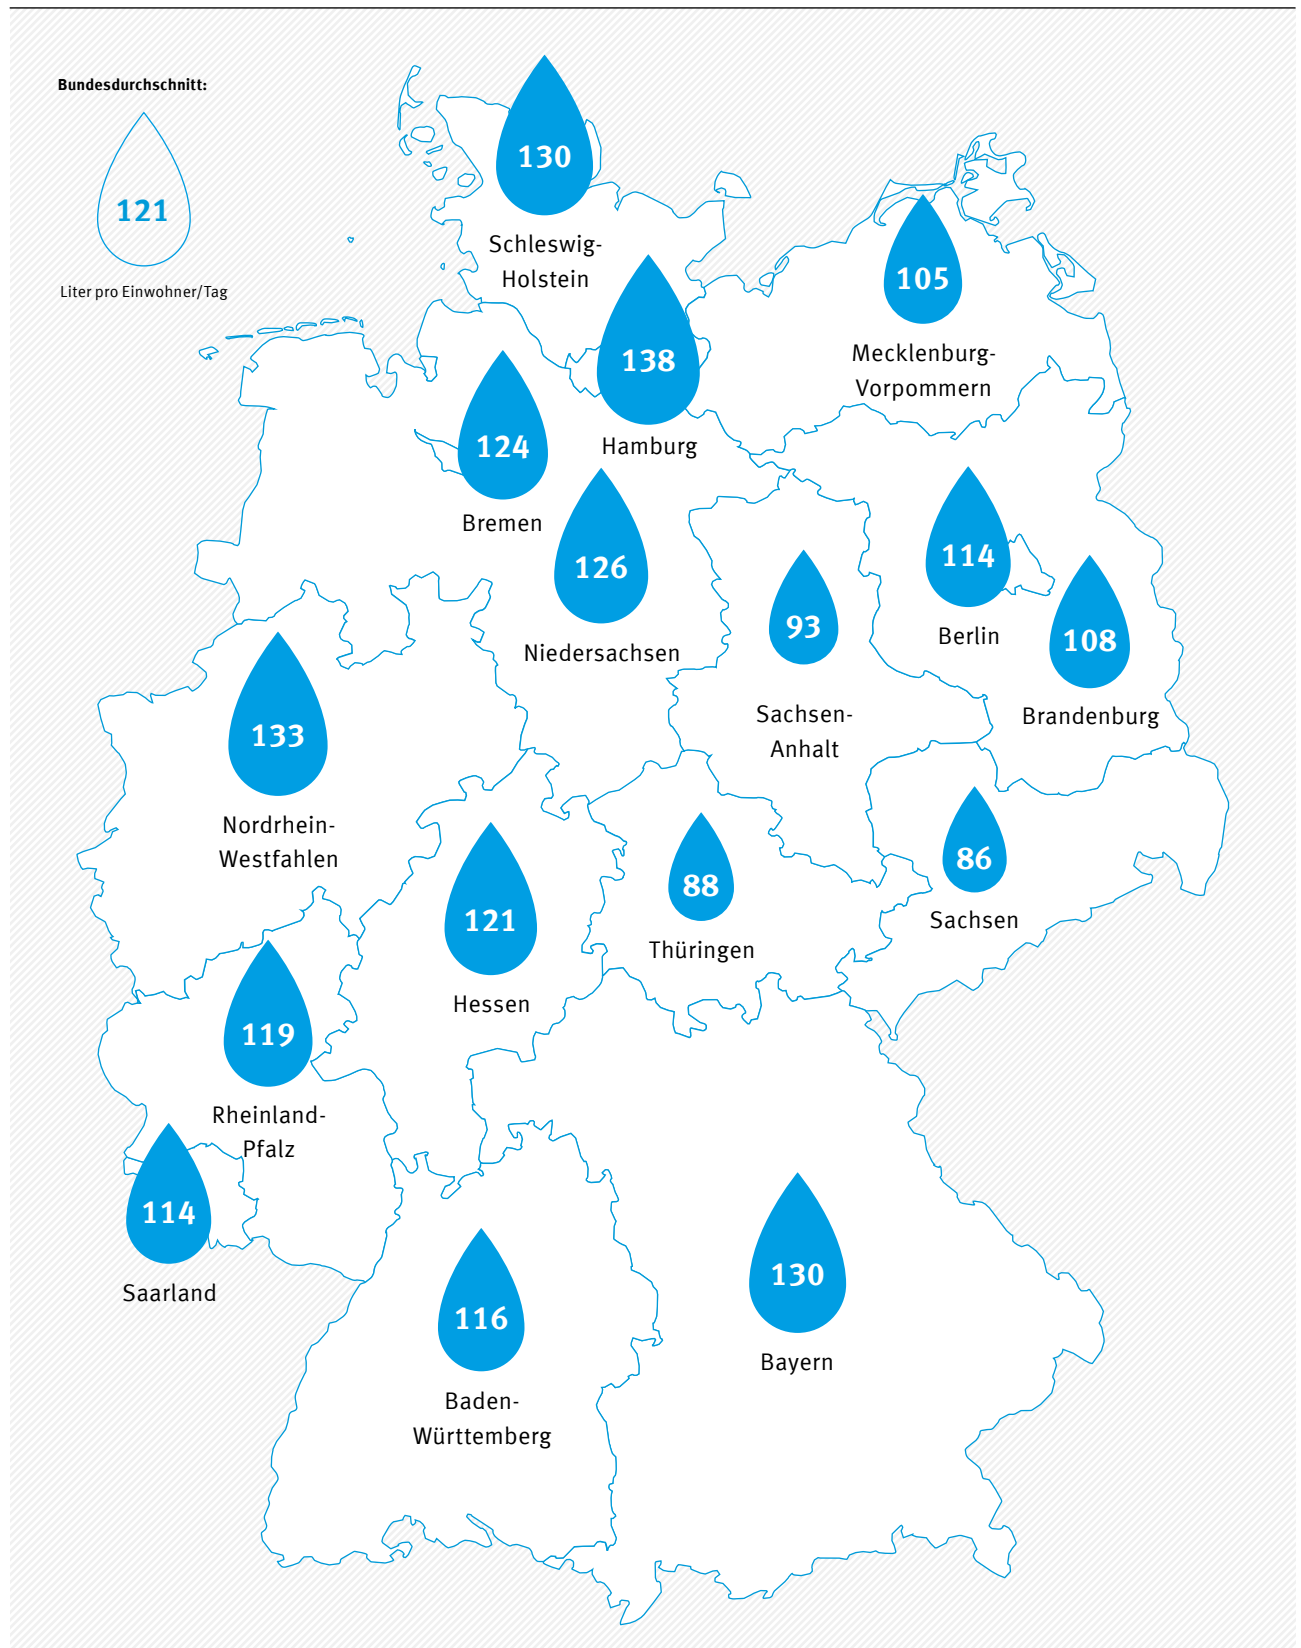 Bundesdurchschnitt:
121
Liter pro Einwohner/Tag
130
Schleswig-
Holstein
105
Mecklenburg-
Vorpommern
138
Hamburg
124
Bremen
126
Niedersachsen
114
Berlin
93
Sachsen-
Anhalt
108
Brandenburg
133
Nordrhein-
Westfahlen
121
Hessen
88
Thüringen
86
Sachsen
119
Rheinland-
Pfalz
114
Saarland
116
Baden-
Württemberg
130
Bayern